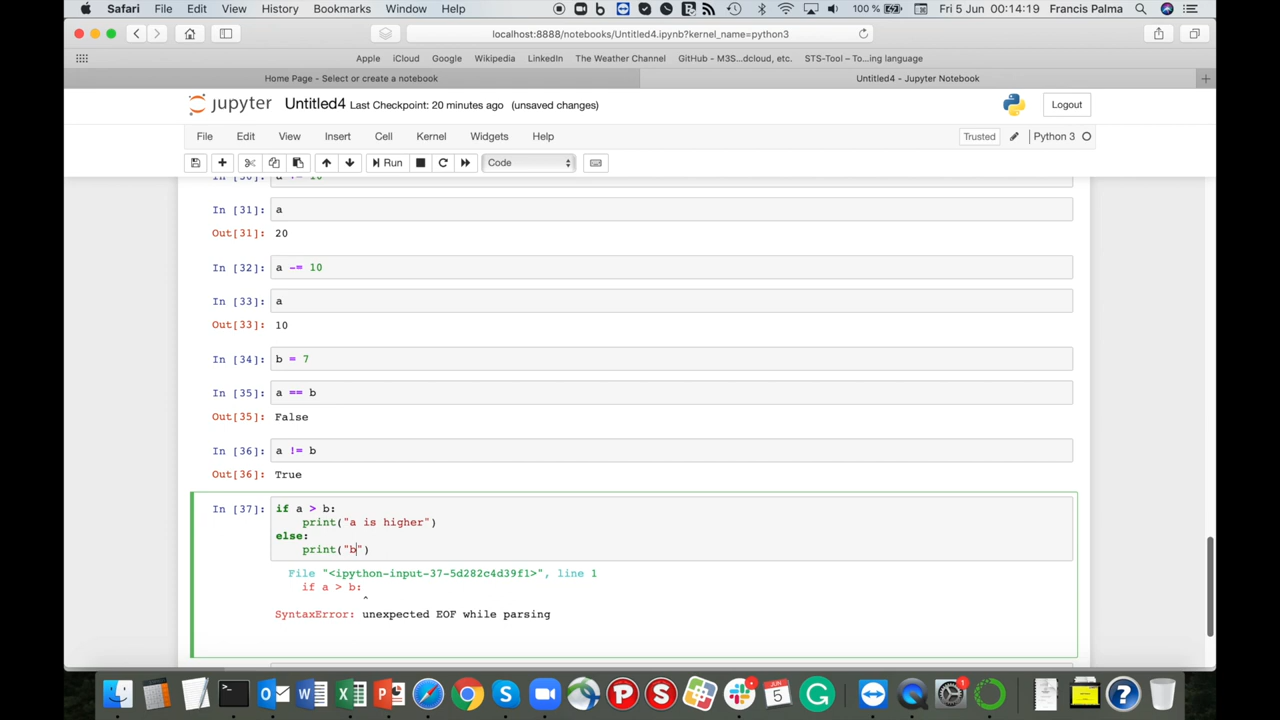 Safari File Edit View History Bookmarks Window Help 100 % Fri 5 Jun 00:14:19 Francis Palma
localhost:8888/notebooks/Untitled4.ipynb?kernel_name=python3
Apple iCloud Google Wikipedia LinkedIn The Weather Channel GitHub - M3S...dcloud, etc. STS-Tool – To...ing language
Home Page - Select or create a notebook Untitled4 - Jupyter Notebook
jupyter Untitled4 Last Checkpoint: 20 minutes ago (unsaved changes) Logout
File Edit View Insert Cell Kernel Widgets Help Trusted Python 3
Run Code
In [31]: a
Out[31]: 20
In [32]: a -= 10
In [33]: a
Out[33]: 10
In [34]: b = 7
In [35]: a == b
Out[35]: False
In [36]: a != b
Out[36]: True
In [37]: if a > b:
print("a is higher")
else:
print("b")
File "<ipython-input-37-5d282c4d39f1>", line 1
if a > b:
^
SyntaxError: unexpected EOF while parsing